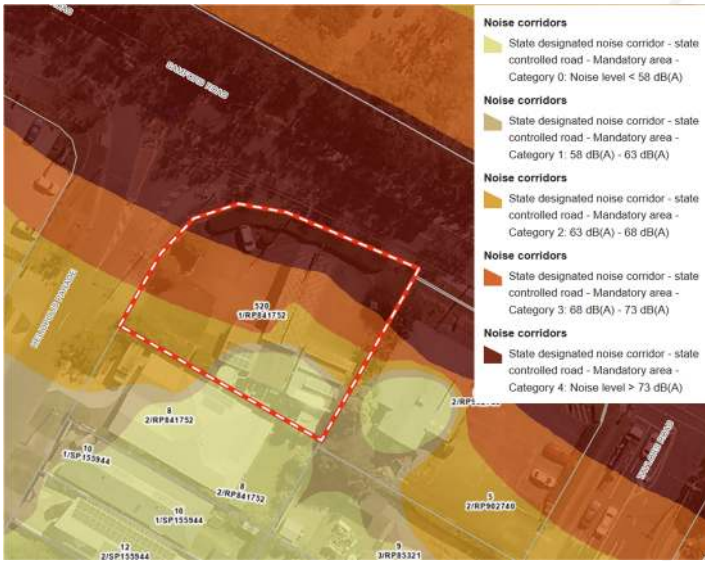 SAMFORD ROAD
520
1/RP841752
8
2/RP841752
10
1/SP155944
8
2/RP841752
10
1/SP155944
12
2/SP155944
5
2/RP902740
9
3/RP85321
Noise corridors
State designated noise corridor - state
controlled road - Mandatory area -
Category 0: Noise level < 58 dB(A)
Noise corridors
State designated noise corridor - state
controlled road - Mandatory area -
Category 1: 58 dB(A) - 63 dB(A)
Noise corridors
State designated noise corridor - state
controlled road - Mandatory area -
Category 2: 63 dB(A) - 68 dB(A)
Noise corridors
State designated noise corridor - state
controlled road - Mandatory area -
Category 3: 68 dB(A) - 73 dB(A)
Noise corridors
State designated noise corridor - state
controlled road - Mandatory area -
Category 4: Noise level > 73 dB(A)